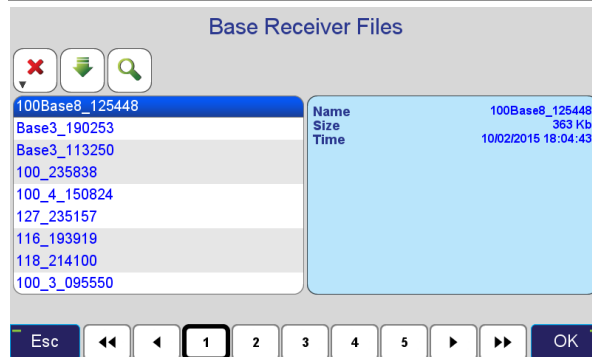 Base Receiver Files
100Base8_125448
Base3_190253
Base3_113250
100_235838
100_4_150824
127_235157
116_193919
118_214100
100_3_095550
Name 100Base8_125448
Size 363 Kb
Time 10/02/2015 18:04:43
Esc 1 2 3 4 5 OK